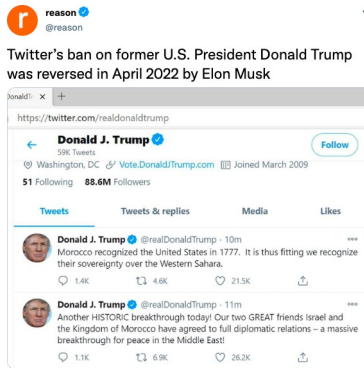 reason
@reason
Twitter's ban on former U.S. President Donald Trump
was reversed in April 2022 by Elon Musk
DonaldT
https://twitter.com/realdonaldtrump
Donald J. Trump
59K Tweets
Follow
Washington, DC Vote.DonaldJTrump.com Joined March 2009
51 Following 88.6M Followers
Tweets Tweets & replies Media Likes
Donald J. Trump @realDonaldTrump · 10m
Morocco recognized the United States in 1777. It is thus fitting we recognize
their sovereignty over the Western Sahara.
1.4K 4.6K 21.5K
Donald J. Trump @realDonaldTrump · 11m
Another HISTORIC breakthrough today! Our two GREAT friends Israel and
the Kingdom of Morocco have agreed to full diplomatic relations – a massive
breakthrough for peace in the Middle East!
1.1K 6.9K 26.2K